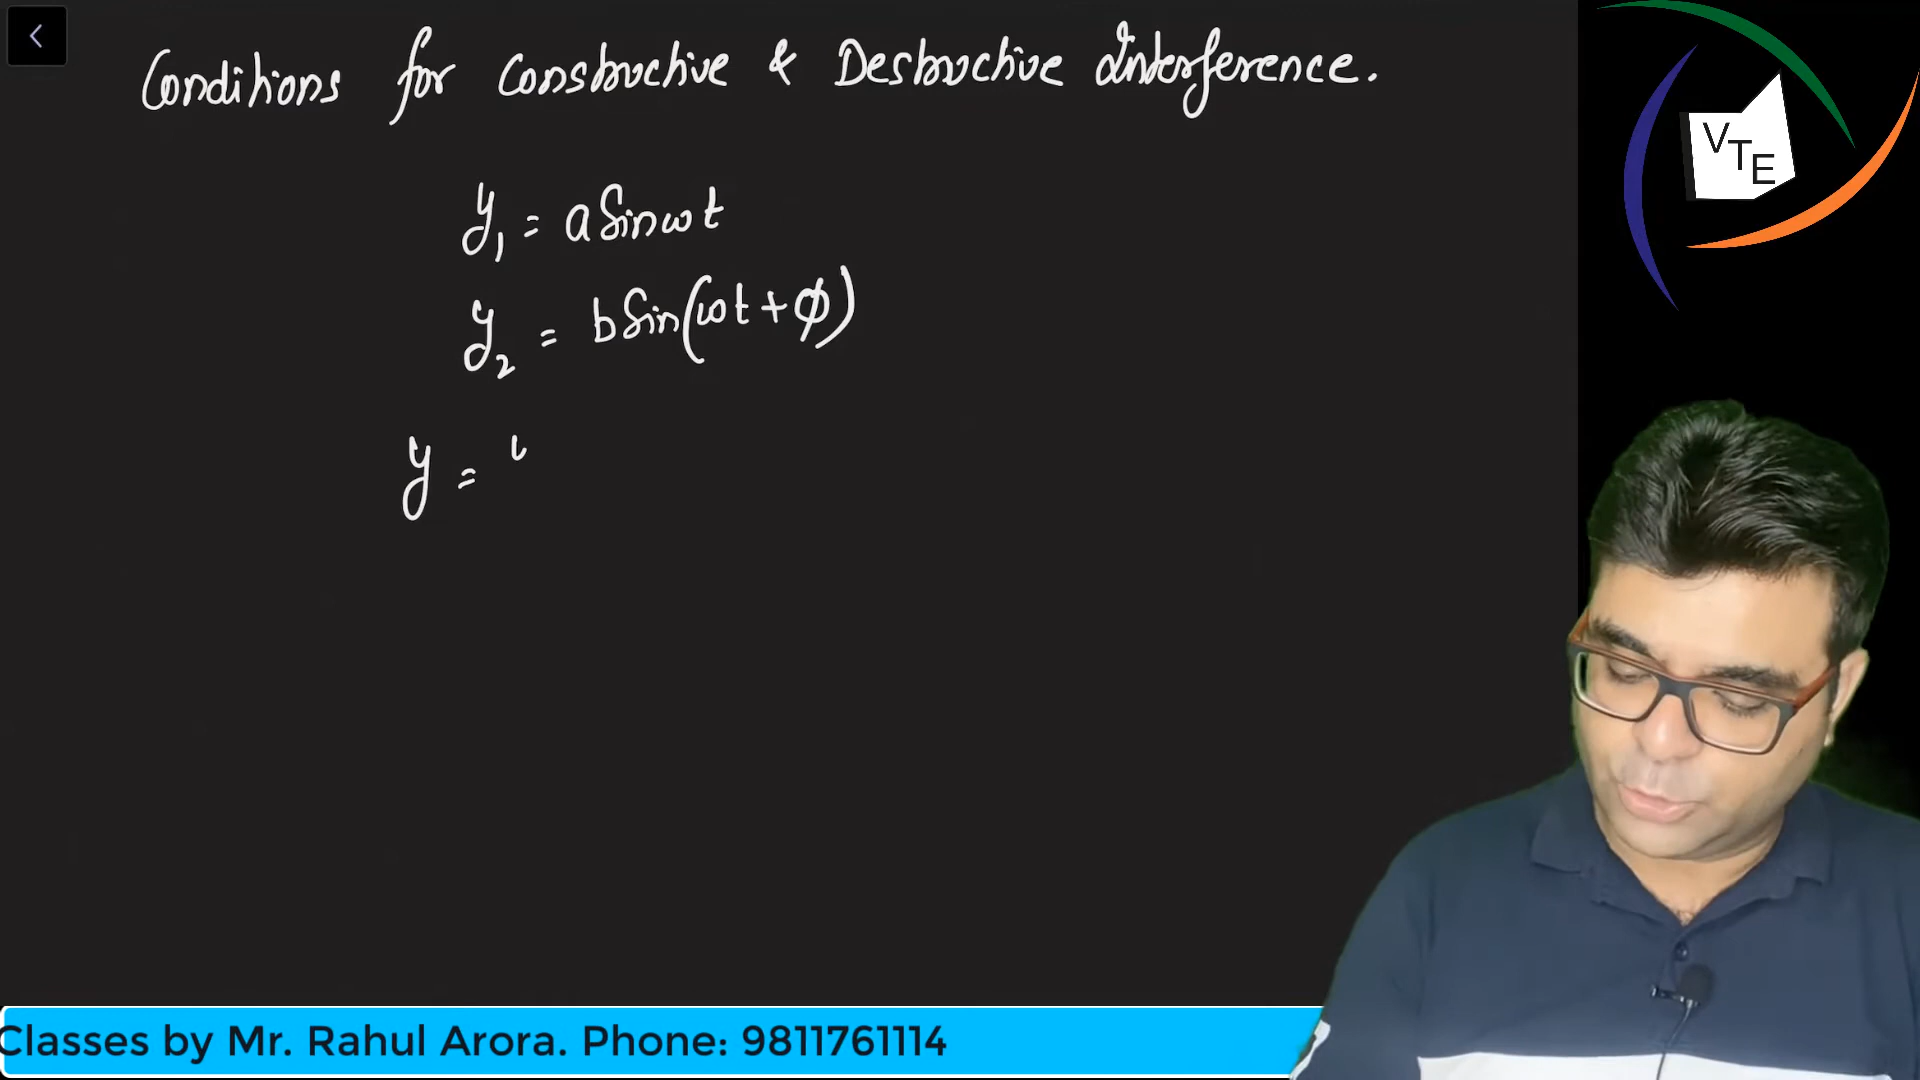 Conditions for Constructive & Destructive Interference.
y₁ = a Sin ωt
y₂ = b Sin(ωt + ϕ)
y =
VTE
Classes by Mr. Rahul Arora. Phone: 9811761114